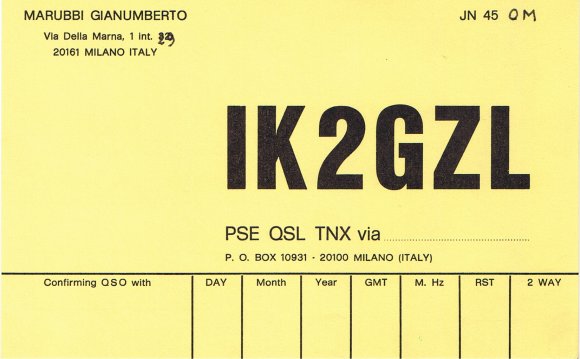 MARUBBI GIANUMBERTO
JN 45 OM
Via Della Marna, 1 int. 29
20161 MILANO ITALY
IK2GZL
PSE QSL TNX via
P. O. BOX 10931 - 20100 MILANO (ITALY)
Confirming QSO with DAY Month Year GMT M. Hz RST 2 WAY